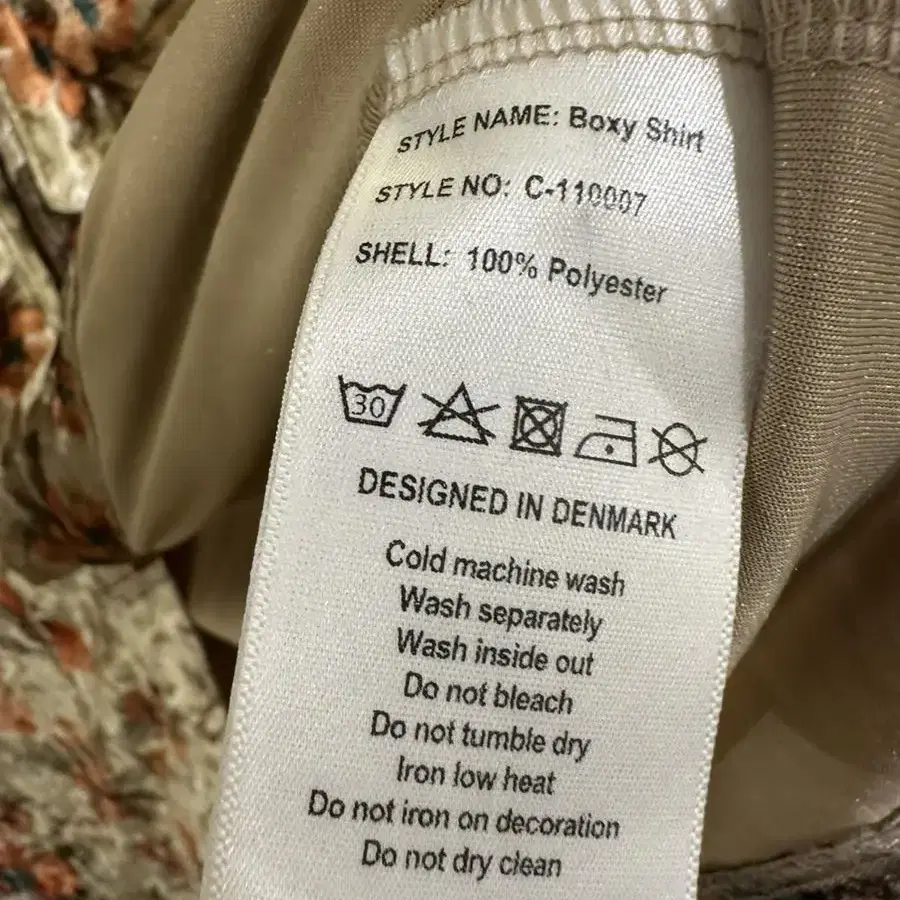 STYLE NAME: Boxy Shirt
STYLE NO: C-110007
SHELL: 100% Polyester
30
DESIGNED IN DENMARK
Cold machine wash
Wash separately
Wash inside out
Do not bleach
Do not tumble dry
Iron low heat
Do not iron on decoration
Do not dry clean